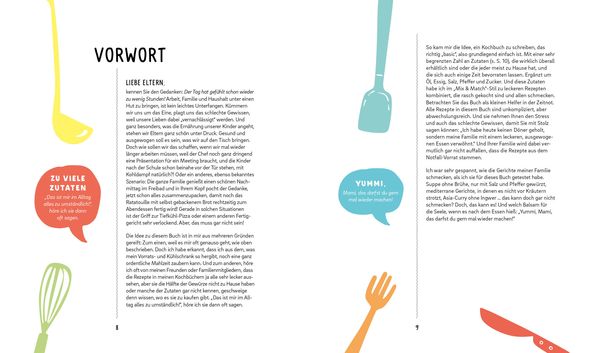 VORWORT
LIEBE ELTERN:
kennen Sie den Gedanken: Der Tag hat gefühlt schon wieder
zu wenig Stunden! Arbeit, Familie und Haushalt unter einen
Hut zu bringen, ist kein leichtes Unterfangen. Kümmern
wir uns um das Eine, plagt uns das schlechte Gewissen,
weil unsere Lieben dabei „vernachlässigt“ werden. Und
ganz besonders, was die Ernährung unserer Kinder angeht,
stehen wir Eltern ganz schön unter Druck. Gesund und
ausgewogen soll es sein, was wir auf den Tisch bringen.
Doch wie sollen wir das schaffen, wenn wir mal wieder
länger arbeiten müssen, weil der Chef noch ganz dringend
eine Präsentation für ein Meeting braucht, und die Kinder
nach der Schule schon beinahe vor der Tür stehen, mit
Kohldampf natürlich?! Oder ein anderes, ebenso bekanntes
Szenario: Die ganze Familie genießt einen schönen Nach-
mittag im Freibad und in Ihrem Kopf pocht der Gedanke,
jetzt schon alles zusammenzupacken, damit noch das
Ratatouille mit selbst gebackenem Brot rechtzeitig zum
Abendessen fertig wird! Gerade in solchen Situationen
ist der Griff zur Tiefkühl-Pizza oder einem anderen Fertig-
gericht sehr verlockend. Aber, das muss gar nicht sein!
Die Idee zu diesem Buch ist in mir aus mehreren Gründen
gereift: Zum einen, weil es mir oft genauso geht, wie oben
beschrieben. Doch ich habe erkannt, dass ich aus dem, was
mein Vorrats- und Kühlschrank so hergibt, noch eine ganz
ordentliche Mahlzeit zaubern kann. Und zum anderen, höre
ich oft von meinen Freunden oder Familienmitgliedern, dass
die Rezepte in meinen Kochbüchern ja alle sehr lecker aus-
sehen, aber sie die Hälfte der Gewürze nicht zu Hause haben
oder manche der Zutaten gar nicht kennen, geschweige
denn wissen, wo es sie zu kaufen gibt. „Das ist mir im All-
tag alles zu umständlich!“, höre ich sie dann oft sagen.
ZU VIELE
ZUTATEN
„Das ist mir im Alltag
alles zu umständlich!“,
höre ich sie dann
oft sagen.
8
So kam mir die Idee, ein Kochbuch zu schreiben, das
richtig „basic“, also grundlegend einfach ist. Mit einer sehr
begrenzten Zahl an Zutaten (s. S. 10), die wirklich überall
erhältlich sind oder die jeder meist zu Hause hat, und
die sich auch einige Zeit bevorraten lassen. Ergänzt um
Öl, Essig, Salz, Pfeffer und Zucker. Und diese Zutaten
habe ich im „Mix & Match“-Stil zu leckeren Rezepten
kombiniert, die rasch gekocht sind und allen schmecken.
Betrachten Sie das Buch als kleinen Helfer in der Zeitnot.
Alle Rezepte in diesem Buch sind unkompliziert, aber
abwechslungsreich. Und sie nehmen Ihnen den Stress
und auch das schlechte Gewissen, damit Sie mit Stolz
sagen können: „Ich habe heute keinen Döner geholt,
sondern meine Familie mit einem leckeren, ausgewoge-
nen Essen verwöhnt.“ Und Ihrer Familie wird dabei ver-
mutlich gar nicht auffallen, dass die Rezepte aus dem
Notfall-Vorrat stammen.
Ich war sehr gespannt, wie die Gerichte meiner Familie
schmecken, als ich sie für dieses Buch getestet habe.
Suppe ohne Brühe, nur mit Salz und Pfeffer gewürzt,
mediterrane Gerichte, in denen es nicht vor Kräutern
strotzt, Asia-Curry ohne Ingwer ... das kann doch gar nicht
schmecken? Doch, das kann es! Und welch Balsam für
die Seele, wenn es nach dem Essen hieß: „Yummi, Mami,
das darfst du gern mal wieder machen!“
YUMMI,
Mama, das darfst du gern
mal wieder machen!
9